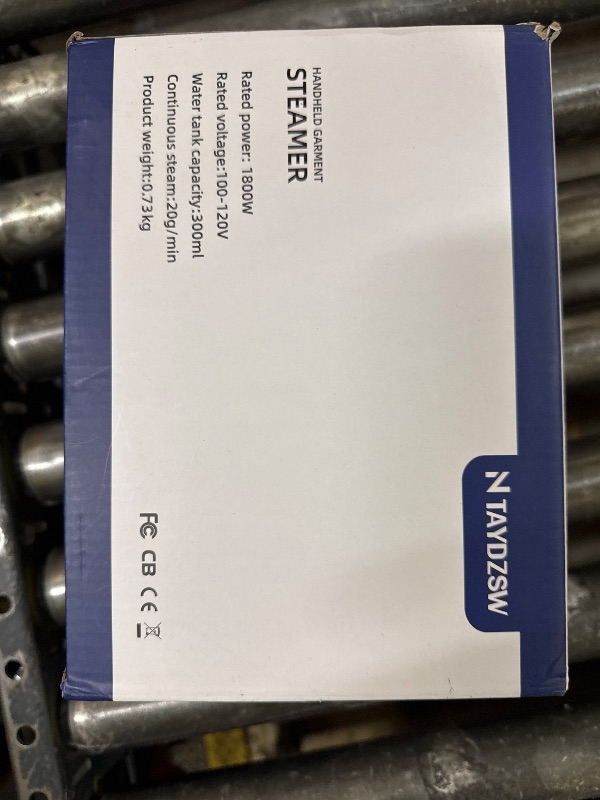 N TAYDZSW
HANDHELD GARMENT
STEAMER
Rated power: 1800W
Rated voltage:100-120V
Water tank capacity:300ml
Continuous steam:20g/min
Product weight:0.73kg
FC CB CE